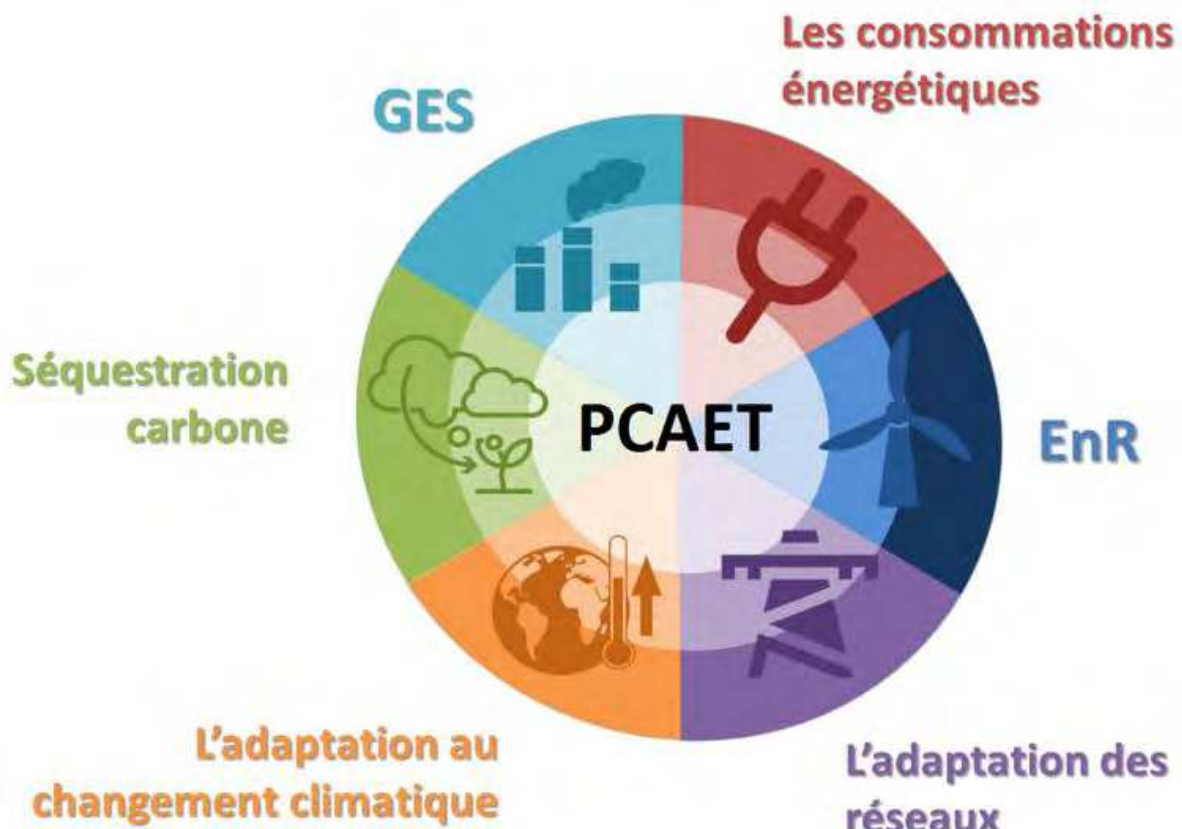 Les consommations
énergétiques
GES
EnR
PCAET
Séquestration
carbone
L'adaptation au
changement climatique
L'adaptation des
réseaux